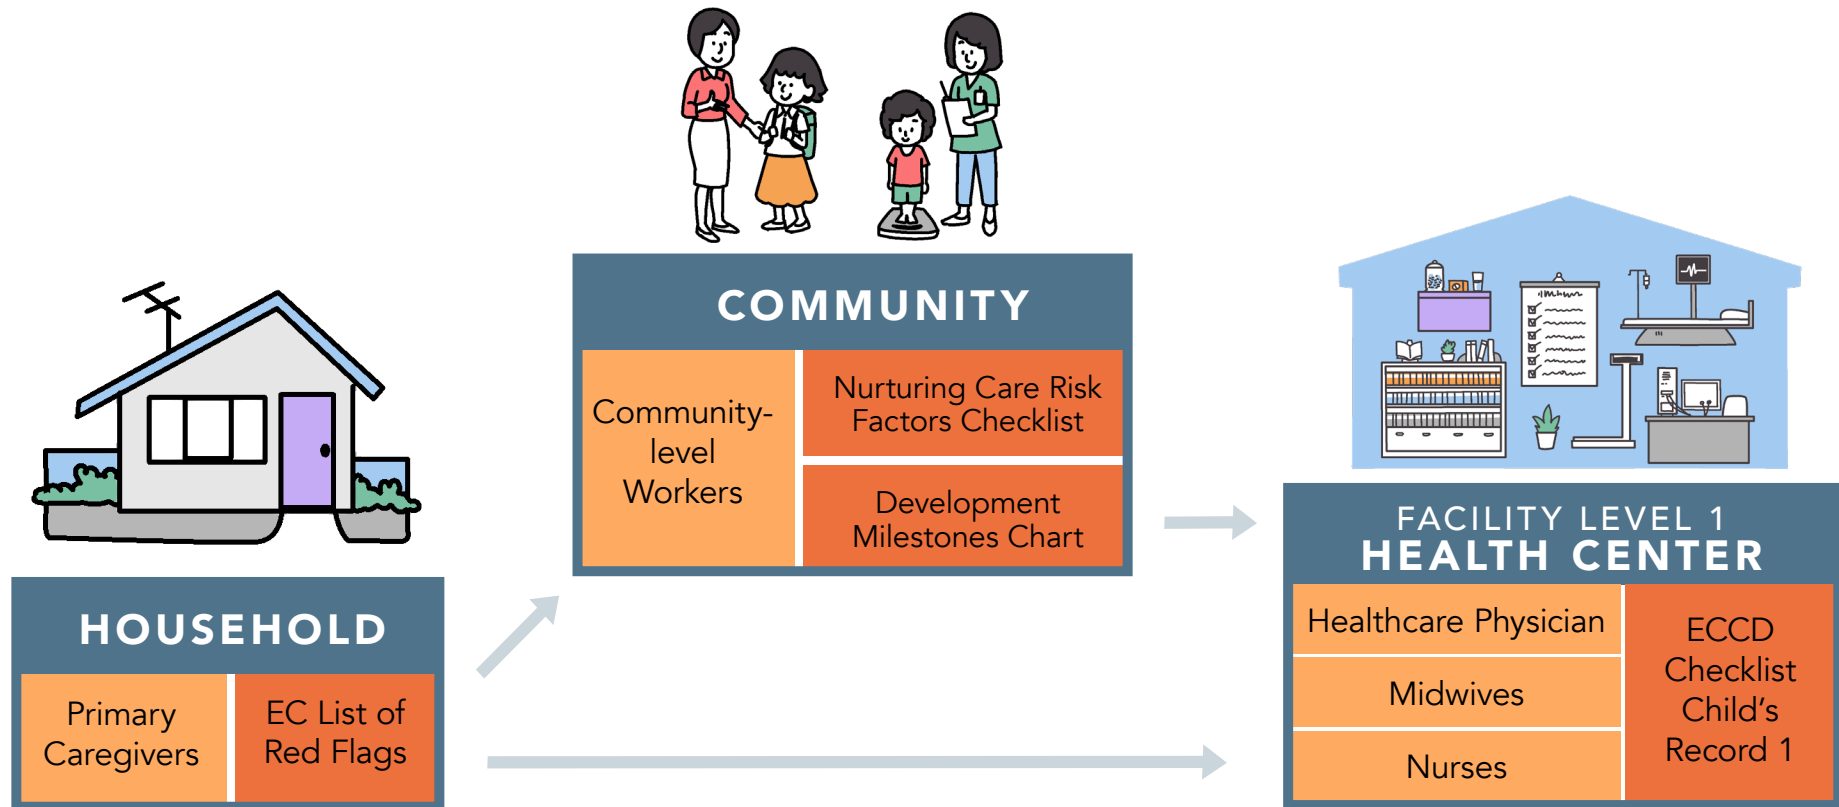 COMMUNITY
Community-
level
Workers
Nurturing Care Risk
Factors Checklist
Development
Milestones Chart
HOUSEHOLD
Primary
Caregivers
EC List of
Red Flags
FACILITY LEVEL 1
HEALTH CENTER
Healthcare Physician
Midwives
Nurses
ECCD
Checklist
Child's
Record 1